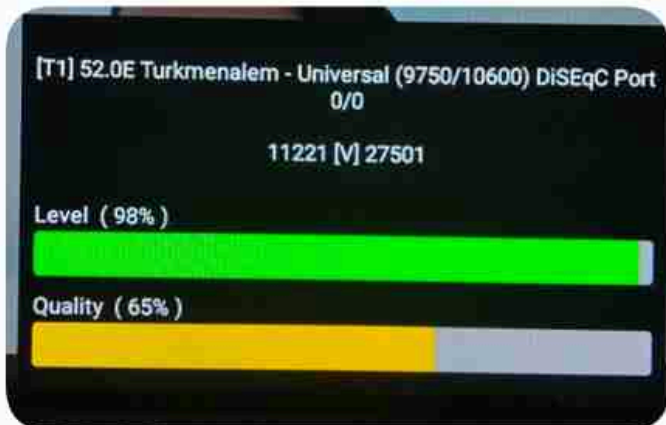 [T1] 52.0E Turkmenalem - Universal (9750/10600) DiSEqC Port
0/0
11221 [V] 27501
Level ( 98% )
Quality ( 65% )